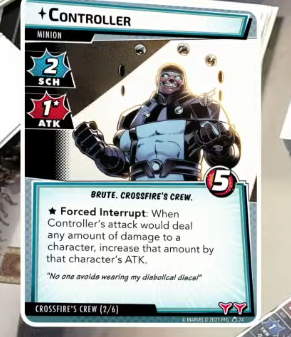 CONTROLLER
MINION
2
SCH
1*
ATK
5
BRUTE. CROSSFIRE'S CREW.
★ Forced Interrupt: When
Controller's attack would deal
any amount of damage to a
character, increase that amount by
that character's ATK.
"No one avoids wearing my diabolical discs!"
CROSSFIRE'S CREW (2/6)